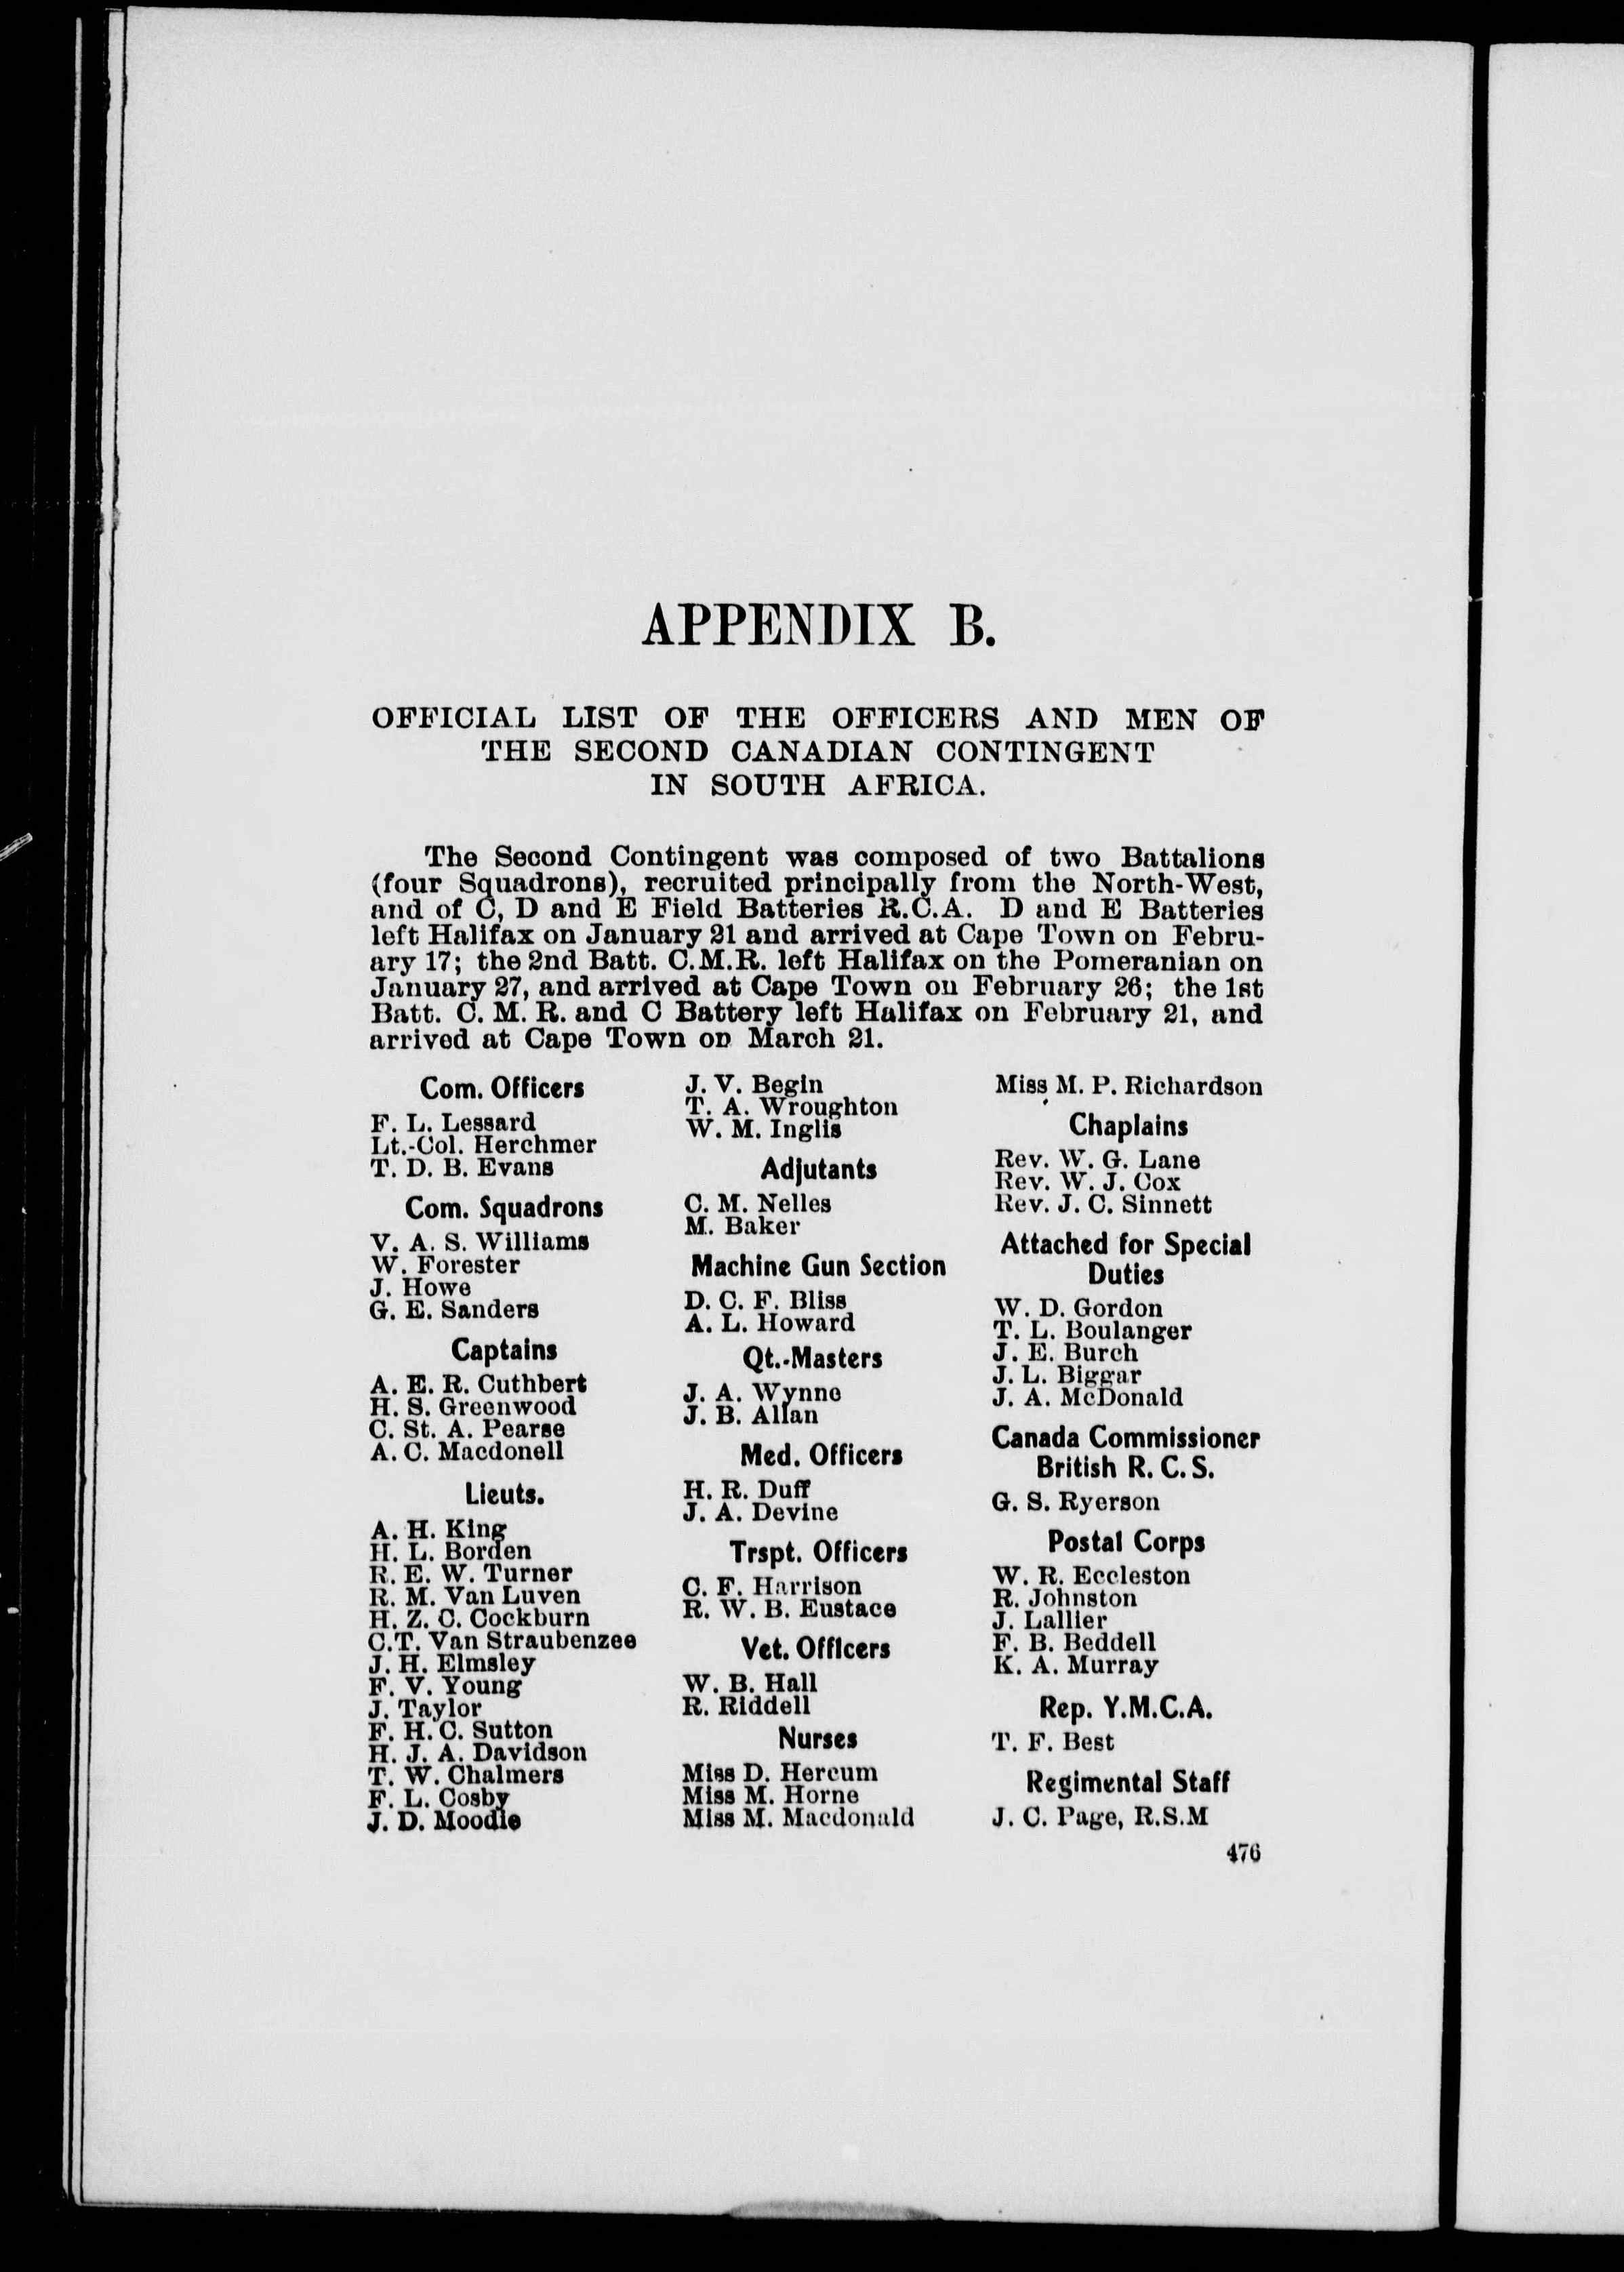 APPENDIX B.
OFFICIAL LIST OF THE OFFICERS AND MEN OF
THE SECOND CANADIAN CONTINGENT
IN SOUTH AFRICA.
The Second Contingent was composed of two Battalions
(four Squadrons), recruited principally from the North-West,
and of C, D and E Field Batteries R.C.A. D and E Batteries
left Halifax on January 21 and arrived at Cape Town on Febru-
ary 17; the 2nd Batt. C.M.R. left Halifax on the Pomeranian on
January 27, and arrived at Cape Town on February 26; the 1st
Batt. C. M. R. and C Battery left Halifax on February 21, and
arrived at Cape Town on March 21.
Com. Officers
F. L. Lessard
Lt.-Col. Herchmer
T. D. B. Evans
Com. Squadrons
V. A. S. Williams
W. Forester
J. Howe
G. E. Sanders
Captains
A. E. R. Cuthbert
H. S. Greenwood
C. St. A. Pearse
A. C. Macdonell
Lieuts.
A. H. King
H. L. Borden
R. E. W. Turner
R. M. Van Luven
H. Z. C. Cockburn
C.T. Van Straubenzee
J. H. Elmsley
F. V. Young
J. Taylor
F. H. C. Sutton
H. J. A. Davidson
T. W. Chalmers
F. L. Cosby
J. D. Moodie
J. V. Begin
T. A. Wroughton
W. M. Inglis
Adjutants
C. M. Nelles
M. Baker
Machine Gun Section
D. C. F. Bliss
A. L. Howard
Qt.-Masters
J. A. Wynne
J. B. Allan
Med. Officers
H. R. Duff
J. A. Devine
Trspt. Officers
C. F. Harrison
R. W. B. Eustace
Vet. Officers
W. B. Hall
R. Riddell
Nurses
Miss D. Hercum
Miss M. Horne
Miss M. Macdonald
Miss M. P. Richardson
Chaplains
Rev. W. G. Lane
Rev. W. J. Cox
Rev. J. C. Sinnett
Attached for Special
Duties
W. D. Gordon
T. L. Boulanger
J. E. Burch
J. L. Biggar
J. A. McDonald
Canada Commissioner
British R. C. S.
G. S. Ryerson
Postal Corps
W. R. Eccleston
R. Johnston
J. Lallier
F. B. Beddell
K. A. Murray
Rep. Y.M.C.A.
T. F. Best
Regimental Staff
J. C. Page, R.S.M
476